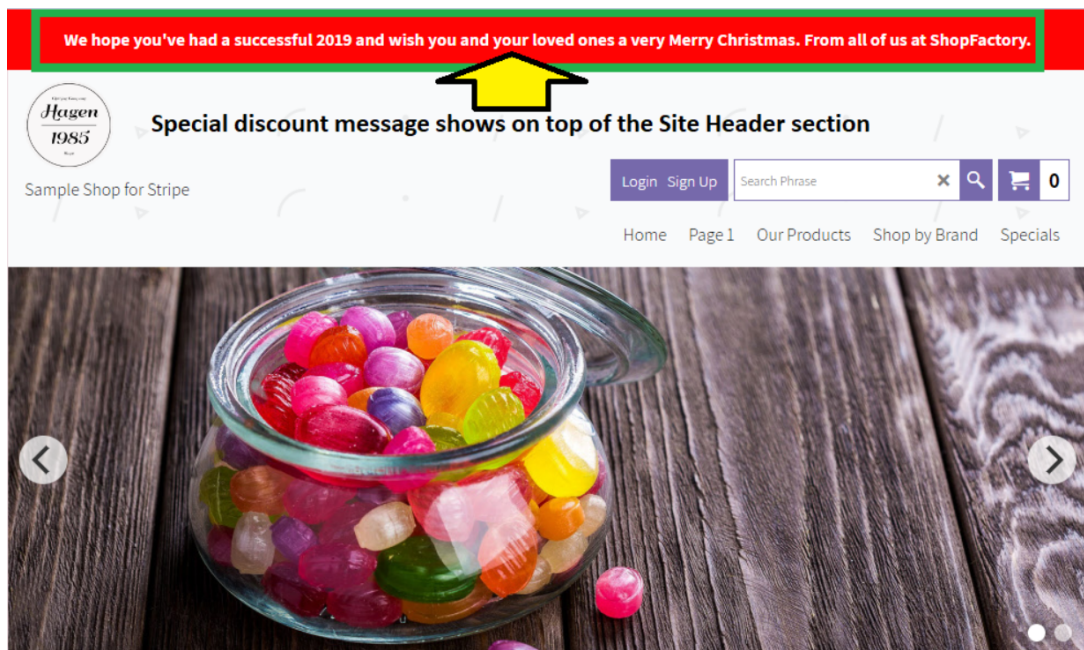 We hope you've had a successful 2019 and wish you and your loved ones a very Merry Christmas. From all of us at ShopFactory.
Hagen
1985
Special discount message shows on top of the Site Header section
Sample Shop for Stripe
Login Sign Up
Search Phrase
0
Home Page 1 Our Products Shop by Brand Specials